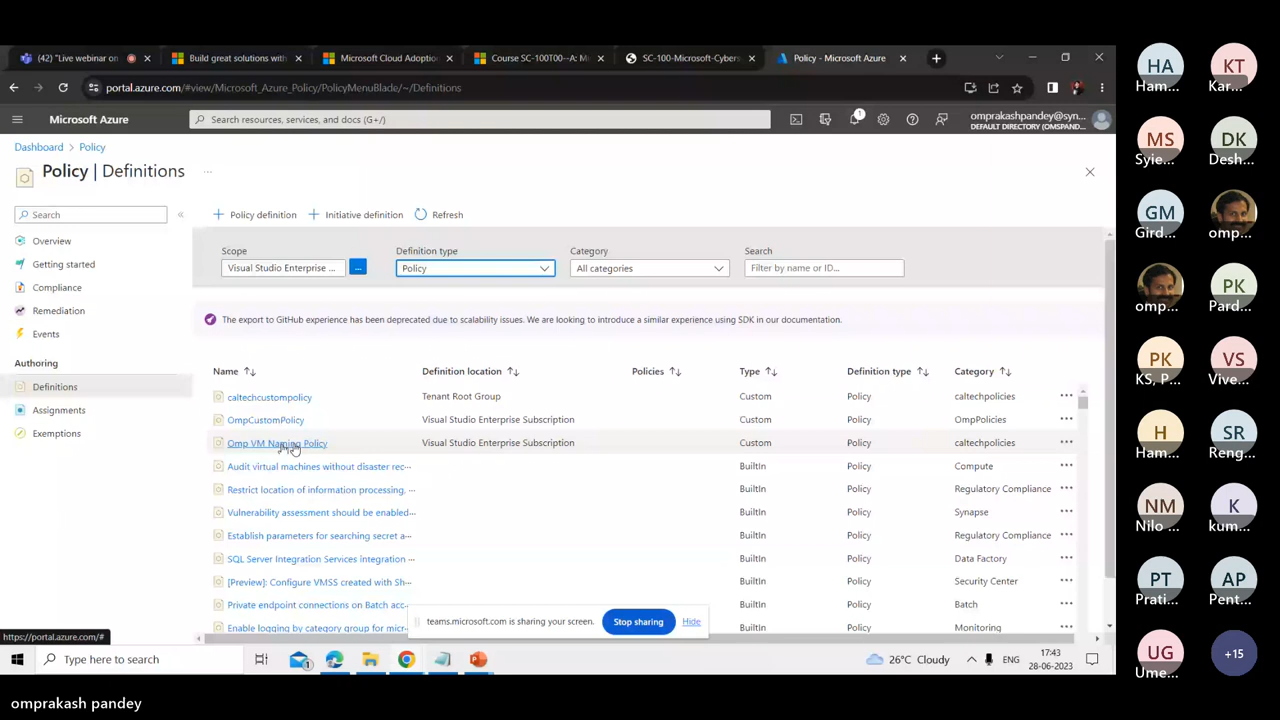 (42) "Live webinar on
Build great solutions with
Microsoft Cloud Adoptio
Course SC-100T00--A: M
SC-100-Microsoft-Cybers
Policy - Microsoft Azure
portal.azure.com/#view/Microsoft_Azure_Policy/PolicyMenuBlade/~/Definitions
Microsoft Azure
Search resources, services, and docs (G+/)
1
omprakashpandey@syn...
DEFAULT DIRECTORY (OMSPAND...
Dashboard > Policy
Policy | Definitions ...
Search
«
Overview
Getting started
Compliance
Remediation
Events
Authoring
Definitions
Assignments
Exemptions
+ Policy definition + Initiative definition Refresh
Scope
Visual Studio Enterprise ...
...
Definition type
Policy
Category
All categories
Search
Filter by name or ID...
The export to GitHub experience has been deprecated due to scalability issues. We are looking to introduce a similar experience using SDK in our documentation.
Name Definition location Policies Type Definition type Category
caltechcustompolicy Tenant Root Group Custom Policy caltechpolicies ...
OmpCustomPolicy Visual Studio Enterprise Subscription Custom Policy OmpPolicies ...
Omp VM Naming Policy Visual Studio Enterprise Subscription Custom Policy caltechpolicies ...
Audit virtual machines without disaster rec... BuiltIn Policy Compute ...
Restrict location of information processing, ... BuiltIn Policy Regulatory Compliance ...
Vulnerability assessment should be enabled... BuiltIn Policy Synapse ...
Establish parameters for searching secret a... BuiltIn Policy Regulatory Compliance ...
SQL Server Integration Services integration ... BuiltIn Policy Data Factory ...
[Preview]: Configure VMSS created with Sh... BuiltIn Policy Security Center ...
Private endpoint connections on Batch acc... BuiltIn Policy Batch ...
Enable logging by category group for micr... BuiltIn Policy Monitoring ...
teams.microsoft.com is sharing your screen. Stop sharing Hide
https://portal.azure.com/#
Type here to search
1
26°C Cloudy
ENG
17:43
28-06-2023
HA
Ham...
KT
Kar...
MS
Syie...
DK
Desh...
GM
Gird...
omp...
omp...
PK
Pard...
PK
KS, P...
VS
Vive...
H
Ham...
SR
Reng...
NM
Nilo ...
K
kum...
PT
Prati...
AP
Pent...
UG
Ume...
+15
omprakash pandey